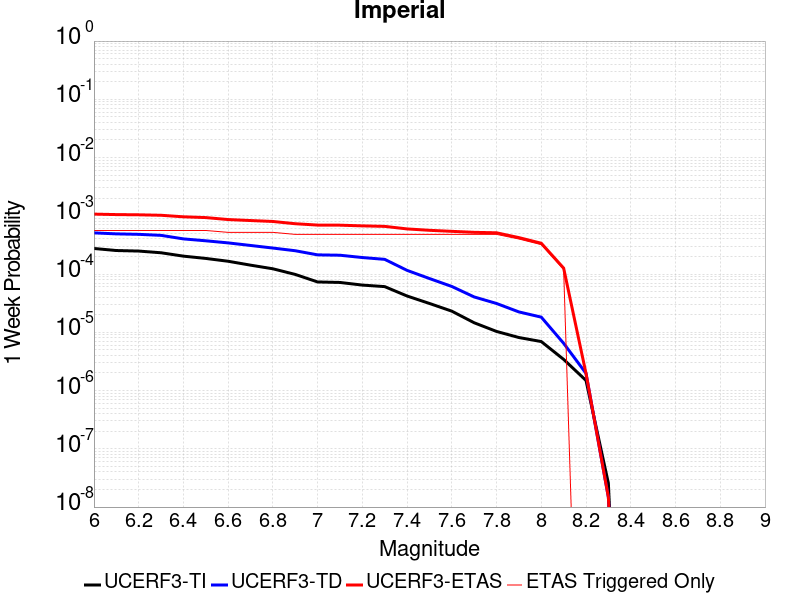 Imperial
10^0
10^-1
10^-2
10^-3
10^-4
10^-5
10^-6
10^-7
10^-8
1 Week Probability
6 6.2 6.4 6.6 6.8 7 7.2 7.4 7.6 7.8 8 8.2 8.4 8.6 8.8 9
Magnitude
UCERF3-TI UCERF3-TD UCERF3-ETAS ETAS Triggered Only